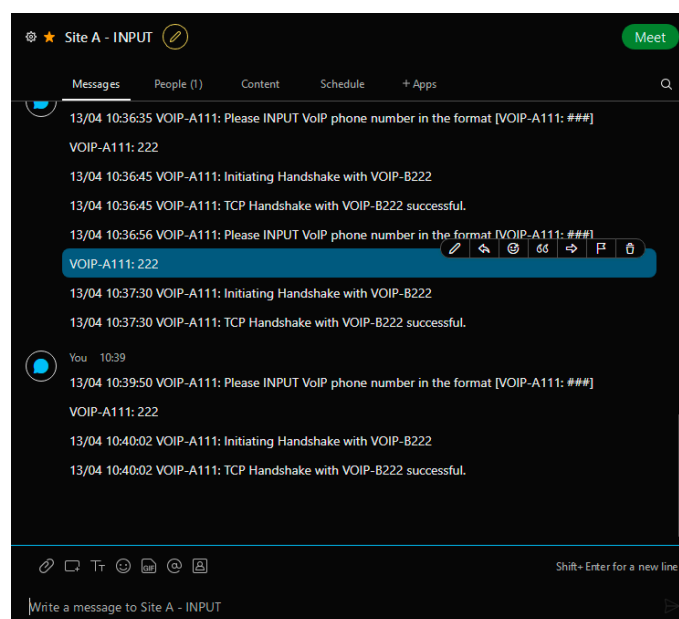 Site A - INPUT
Meet
Messages People (1) Content Schedule + Apps
13/04 10:36:35 VOIP-A111: Please INPUT VoIP phone number in the format [VOIP-A111: ###]
VOIP-A111: 222
13/04 10:36:45 VOIP-A111: Initiating Handshake with VOIP-B222
13/04 10:36:45 VOIP-A111: TCP Handshake with VOIP-B222 successful.
13/04 10:36:56 VOIP-A111: Please INPUT VoIP phone number in the format [VOIP-A111: ###]
VOIP-A111: 222
13/04 10:37:30 VOIP-A111: Initiating Handshake with VOIP-B222
13/04 10:37:30 VOIP-A111: TCP Handshake with VOIP-B222 successful.
You 10:39
13/04 10:39:50 VOIP-A111: Please INPUT VoIP phone number in the format [VOIP-A111: ###]
VOIP-A111: 222
13/04 10:40:02 VOIP-A111: Initiating Handshake with VOIP-B222
13/04 10:40:02 VOIP-A111: TCP Handshake with VOIP-B222 successful.
GIF
Shift+ Enter for a new line
Write a message to Site A - INPUT